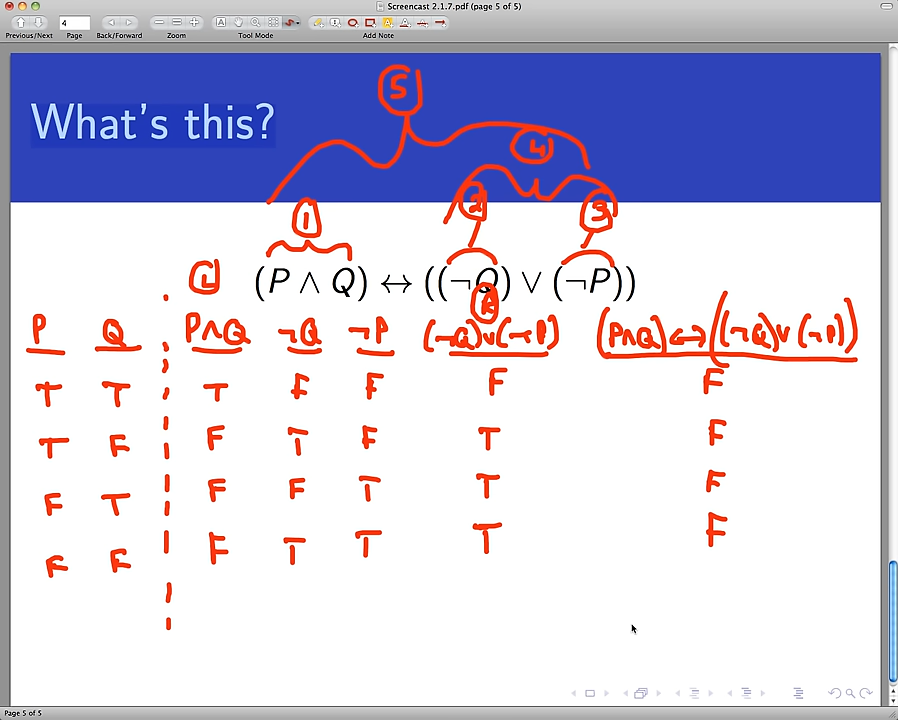 Screencast 2.1.7.pdf (page 5 of 5)
4
Previous/Next Page Back/Forward Zoom Tool Mode Add Note
What's this?
5
4
1 2 3
(P ∧ Q) ↔ ((¬Q) ∨ (¬P))
P Q P∧Q ¬Q ¬P (¬Q)∨(¬P) (P∧Q)↔((¬Q)∨(¬P))
T T T F F F F
T F F T F T F
F T F F T T F
F F F T T T F
Page 5 of 5